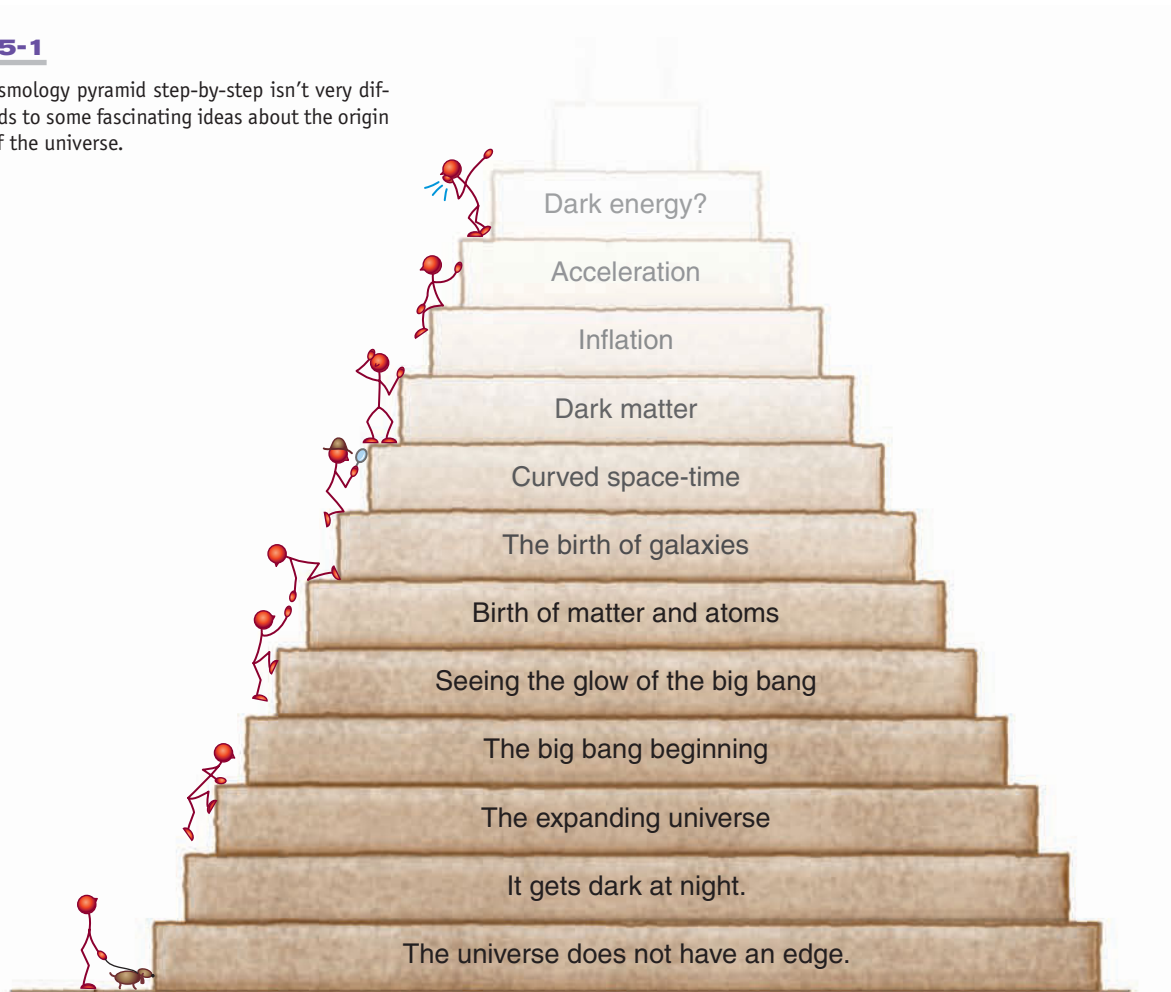 5-1
smology pyramid step-by-step isn’t very dif-
ds to some fascinating ideas about the origin
f the universe.
Dark energy?
Acceleration
Inflation
Dark matter
Curved space-time
The birth of galaxies
Birth of matter and atoms
Seeing the glow of the big bang
The big bang beginning
The expanding universe
It gets dark at night.
The universe does not have an edge.